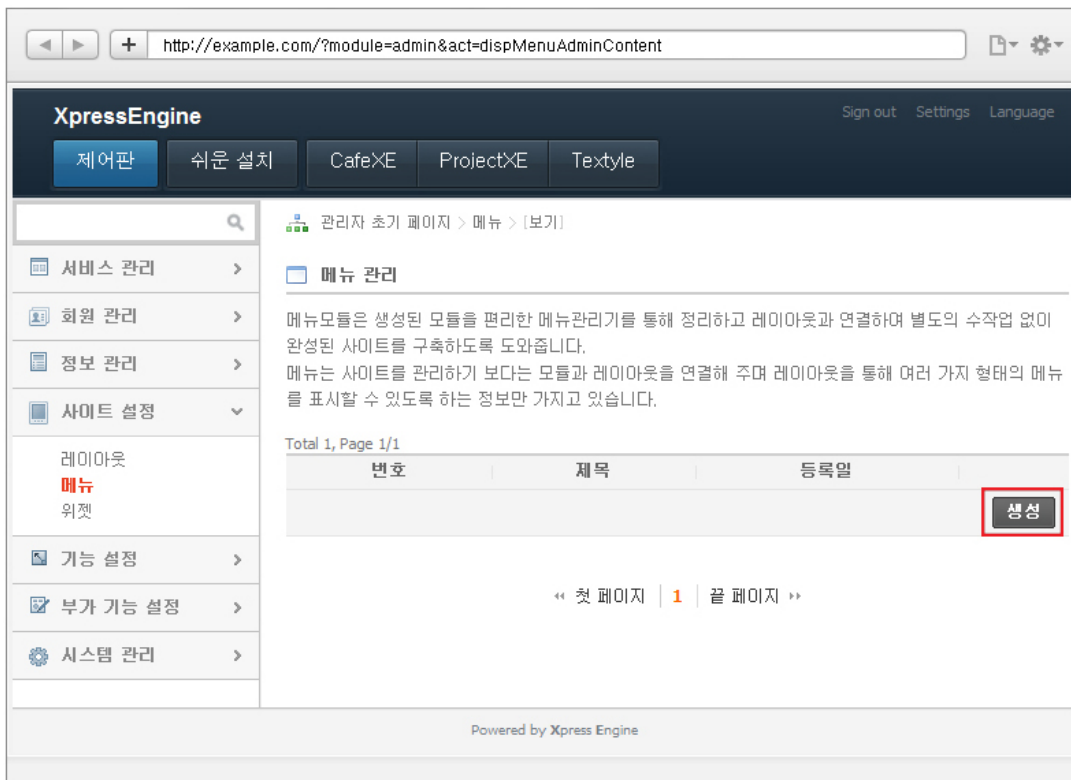 http://example.com/?module=admin&act=dispMenuAdminContent
XpressEngine
Sign out Settings Language
제어판 쉬운 설치 CafeXE ProjectXE Textyle
관리자 초기 페이지 > 메뉴 > [보기]
서비스 관리
회원 관리
정보 관리
사이트 설정
레이아웃
메뉴
위젯
기능 설정
부가 기능 설정
시스템 관리
메뉴 관리
메뉴모듈은 생성된 모듈을 편리한 메뉴관리기를 통해 정리하고 레이아웃과 연결하여 별도의 수작업 없이
완성된 사이트를 구축하도록 도와줍니다.
메뉴는 사이트를 관리하기 보다는 모듈과 레이아웃을 연결해 주며 레이아웃을 통해 여러 가지 형태의 메뉴
를 표시할 수 있도록 하는 정보만 가지고 있습니다.
Total 1, Page 1/1
번호 제목 등록일
생성
첫 페이지 1 끝 페이지
Powered by Xpress Engine